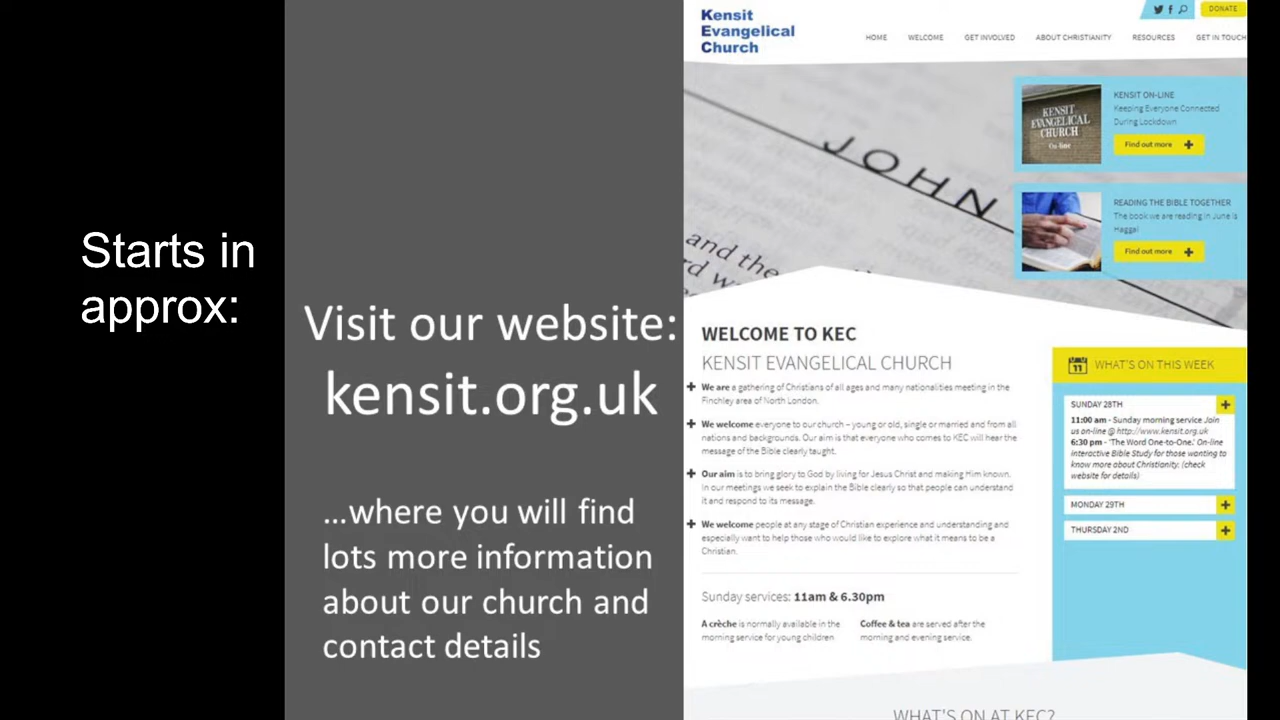 Starts in
approx:
Visit our website:
kensit.org.uk
...where you will find
lots more information
about our church and
contact details
Kensit
Evangelical
Church
DONATE
HOME WELCOME GET INVOLVED ABOUT CHRISTIANITY RESOURCES GET IN TOUCH
JOHN
and the
rd w
KENSIT
EVANGELICAL
CHURCH
On-line
KENSIT ON-LINE
Keeping Everyone Connected
During Lockdown
Find out more
READING THE BIBLE TOGETHER
The book we are reading in June is
Haggai
Find out more
WELCOME TO KEC
KENSIT EVANGELICAL CHURCH
We are a gathering of Christians of all ages and many nationalities meeting in the
Finchley area of North London.
We welcome everyone to our church – young or old, single or married and from all
nations and backgrounds. Our aim is that everyone who comes to KEC will hear the
message of the Bible clearly taught.
Our aim is to bring glory to God by living for Jesus Christ and making Him known.
In our meetings we seek to explain the Bible clearly so that people can understand
it and respond to its message.
We welcome people at any stage of Christian experience and understanding and
especially want to help those who would like to explore what it means to be a
Christian.
Sunday services: 11am & 6.30pm
A crèche is normally available in the
morning service for young children
Coffee & tea are served after the
morning and evening service.
11 WHAT'S ON THIS WEEK
SUNDAY 28TH
11:00 am - Sunday morning service Join
us on-line @ http://www.kensit.org.uk
6:30 pm - 'The Word One-to-One.' On-line
interactive Bible Study for those wanting to
know more about Christianity. (check
website for details)
MONDAY 29TH
THURSDAY 2ND
WHAT'S ON AT KEC?